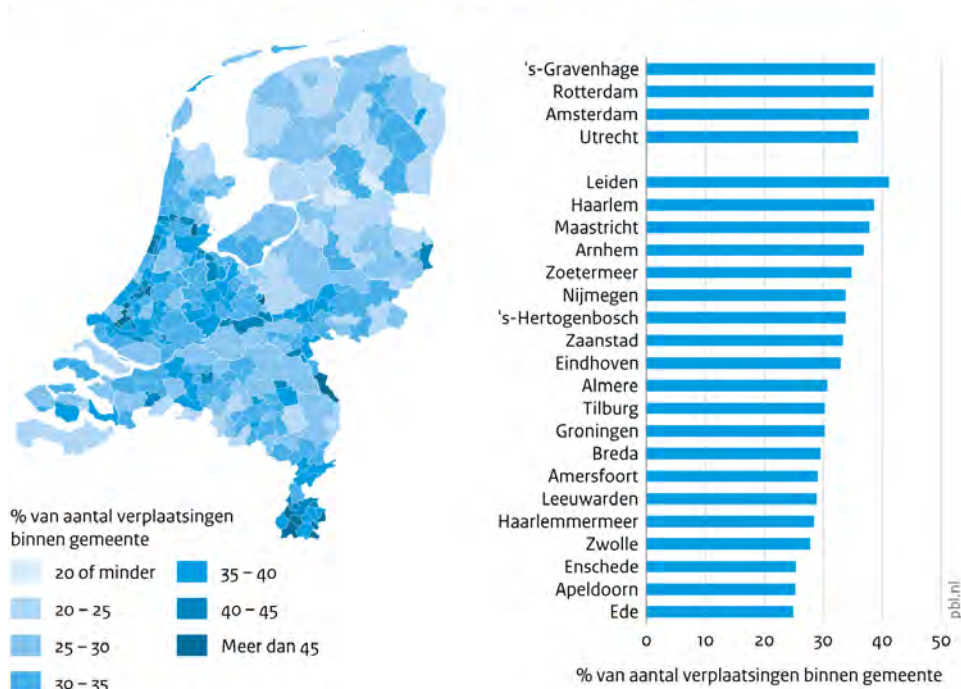 's-Gravenhage
Rotterdam
Amsterdam
Utrecht
Leiden
Haarlem
Maastricht
Arnhem
Zoetermeer
Nijmegen
's-Hertogenbosch
Zaanstad
Eindhoven
Almere
Tilburg
Groningen
Breda
Amersfoort
Leeuwarden
Haarlemmermeer
Zwolle
Enschede
Apeldoorn
Ede
0 10 20 30 40 50
% van aantal verplaatsingen binnen gemeente
pbl.nl
% van aantal verplaatsingen
binnen gemeente
20 of minder
20 – 25
25 – 30
30 – 35
35 – 40
40 – 45
Meer dan 45